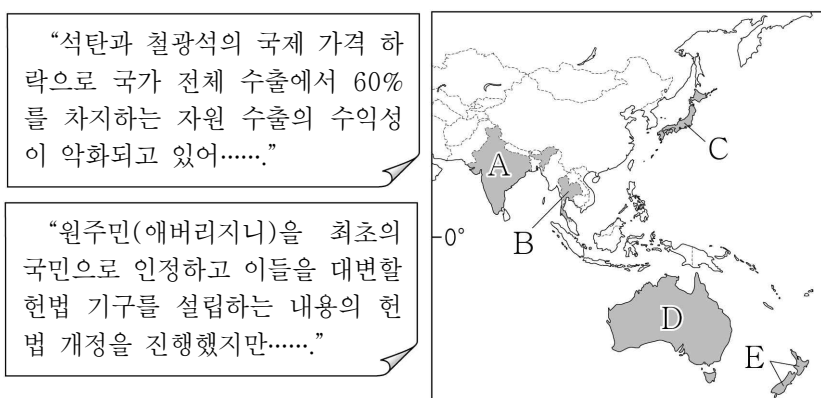 “석탄과 철광석의 국제 가격 하
락으로 국가 전체 수출에서 60%
를 차지하는 자원 수출의 수익성
이 악화되고 있어…….”
“원주민(애버리지니)을 최초의
국민으로 인정하고 이들을 대변할
헌법 기구를 설립하는 내용의 헌
법 개정을 진행했지만…….”
A
C
B
0°
D
E